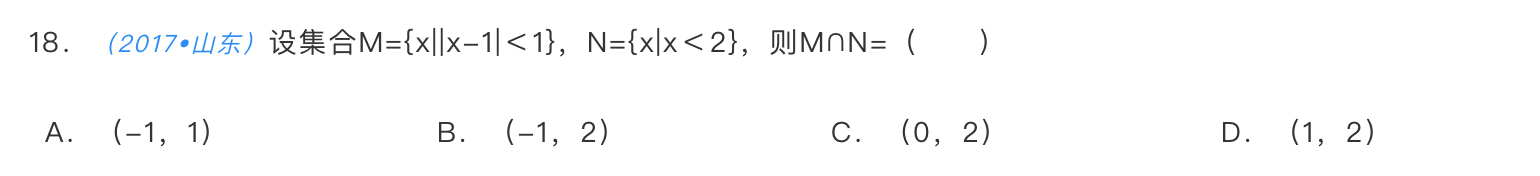 18. （2017•山东）设集合M={x||x−1|＜1}，N={x|x＜2}，则M∩N=（  ）
A. （−1，1） B. （−1，2） C. （0，2） D. （1，2）